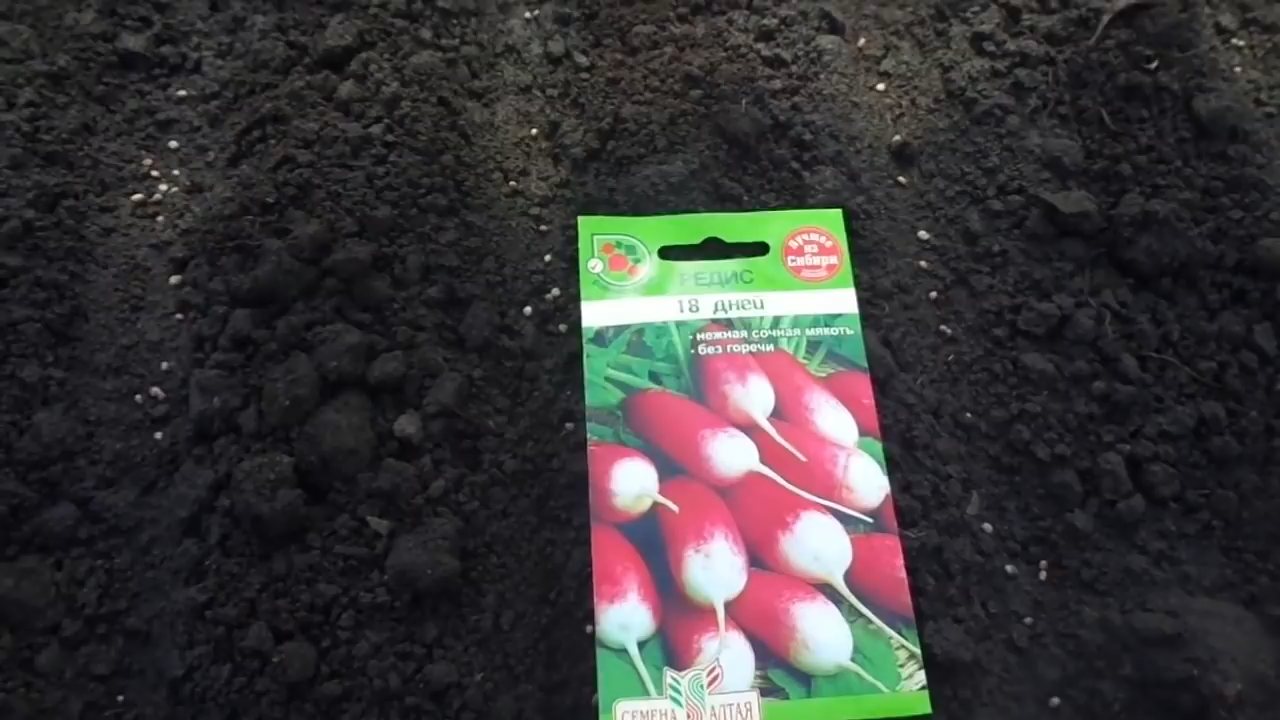 Лучшее
из
Сибири
РЕДИС
18 дней
- нежная сочная мякоть
- без горечи
СЕМЕНА АЛТАЯ